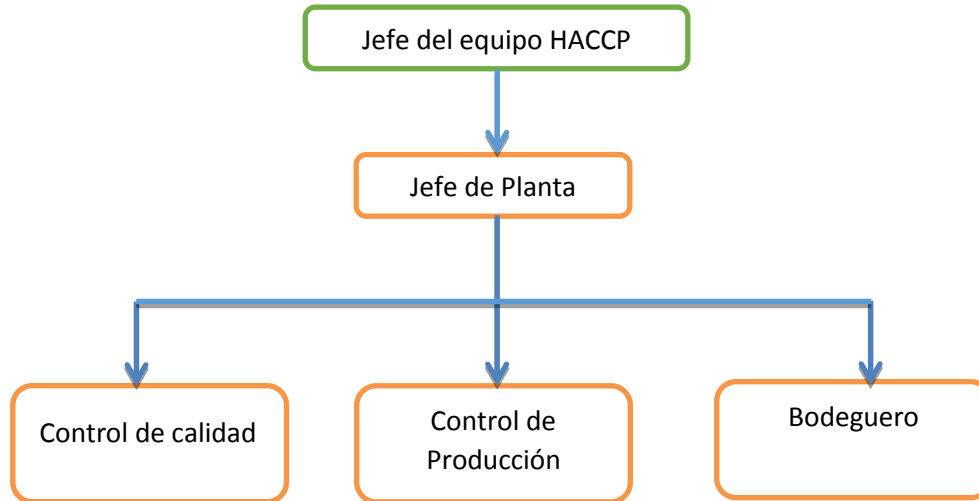 Jefe del equipo HACCP
Jefe de Planta
Control de calidad
Control de
Producción
Bodeguero